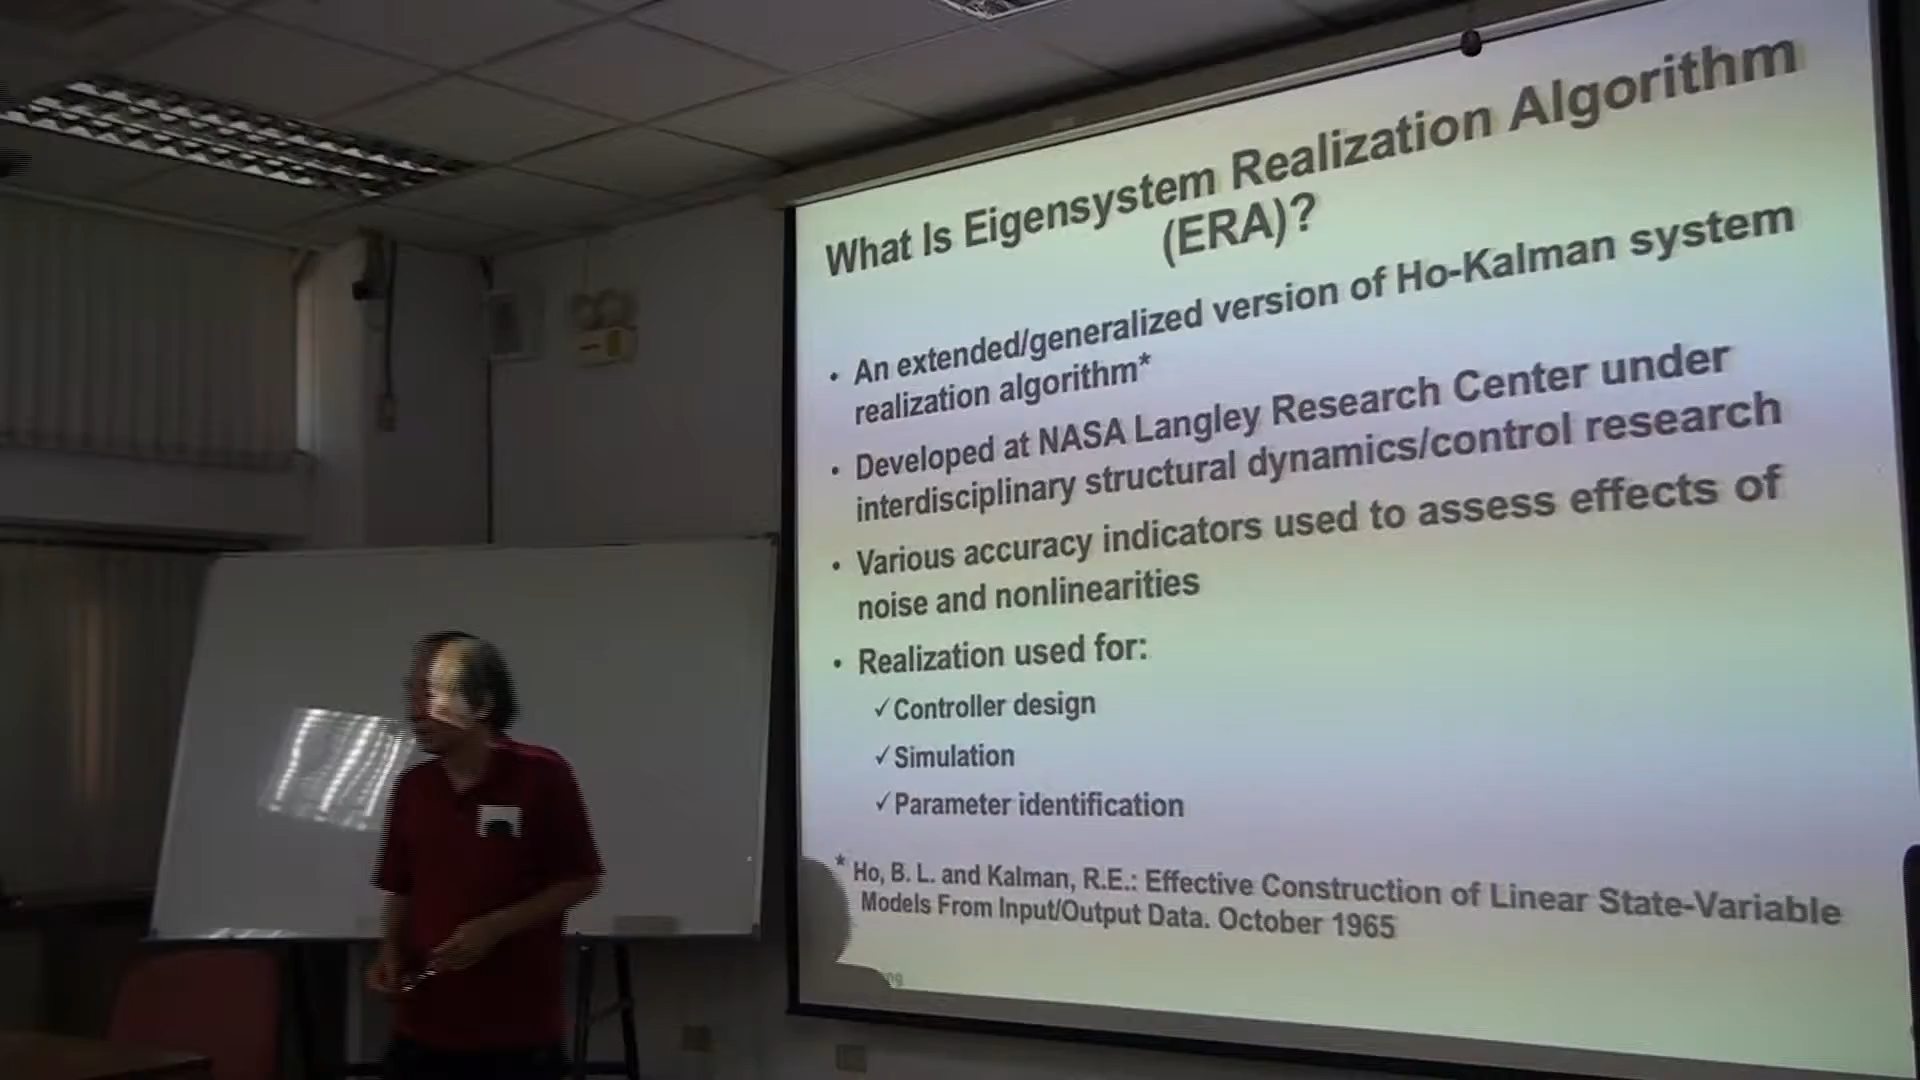 What Is Eigensystem Realization Algorithm
(ERA)?
• An extended/generalized version of Ho-Kalman system
realization algorithm*
• Developed at NASA Langley Research Center under
interdisciplinary structural dynamics/control research
• Various accuracy indicators used to assess effects of
noise and nonlinearities
• Realization used for:
✓Controller design
✓Simulation
✓Parameter identification
* Ho, B. L. and Kalman, R.E.: Effective Construction of Linear State-Variable
Models From Input/Output Data. October 1965